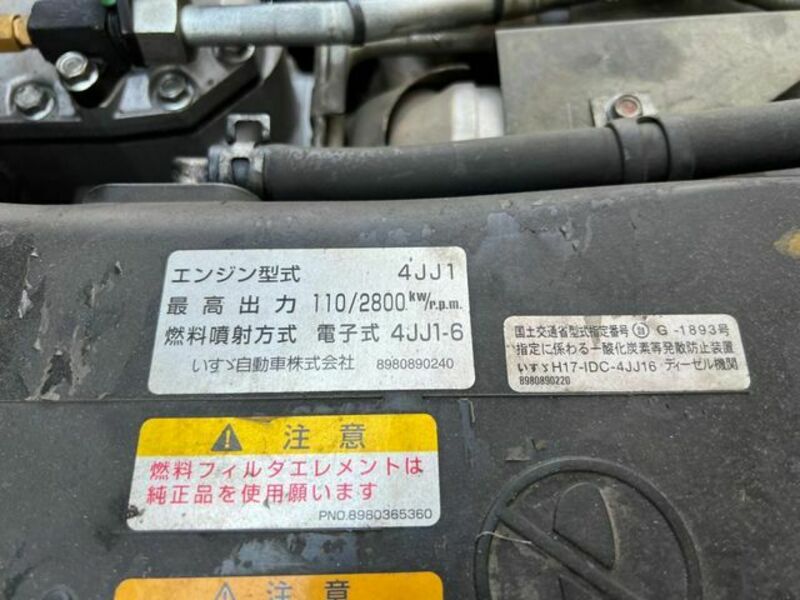 エンジン型式 4JJ1
最高出力 110/2800 kW/r.p.m.
燃料噴射方式 電子式 4JJ1-6
いすゞ自動車株式会社 8980890240
国土交通省型式指定番号 G-1893号
指定に係わる一酸化炭素等発散防止装置
いすゞH17-IDC-4JJ16 ディーゼル機関
8980890220
注意
燃料フィルタエレメントは
純正品を使用願います
PNO.8980365360
注意